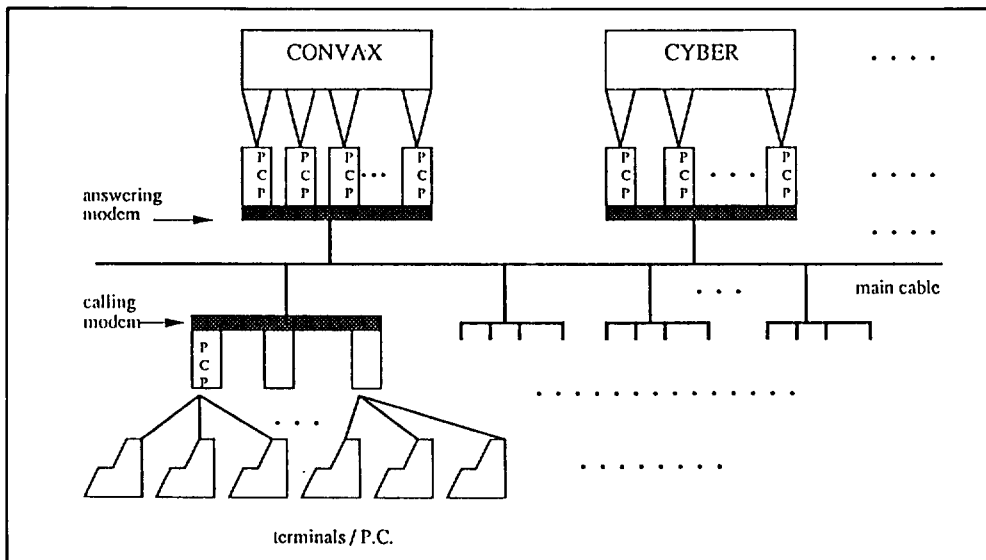 CONVAX
CYBER
P C P
P C P
P C P
P C P
P C P
P C P
P C P
answering
modem
main cable
calling
modem
P C P
terminals / P.C.